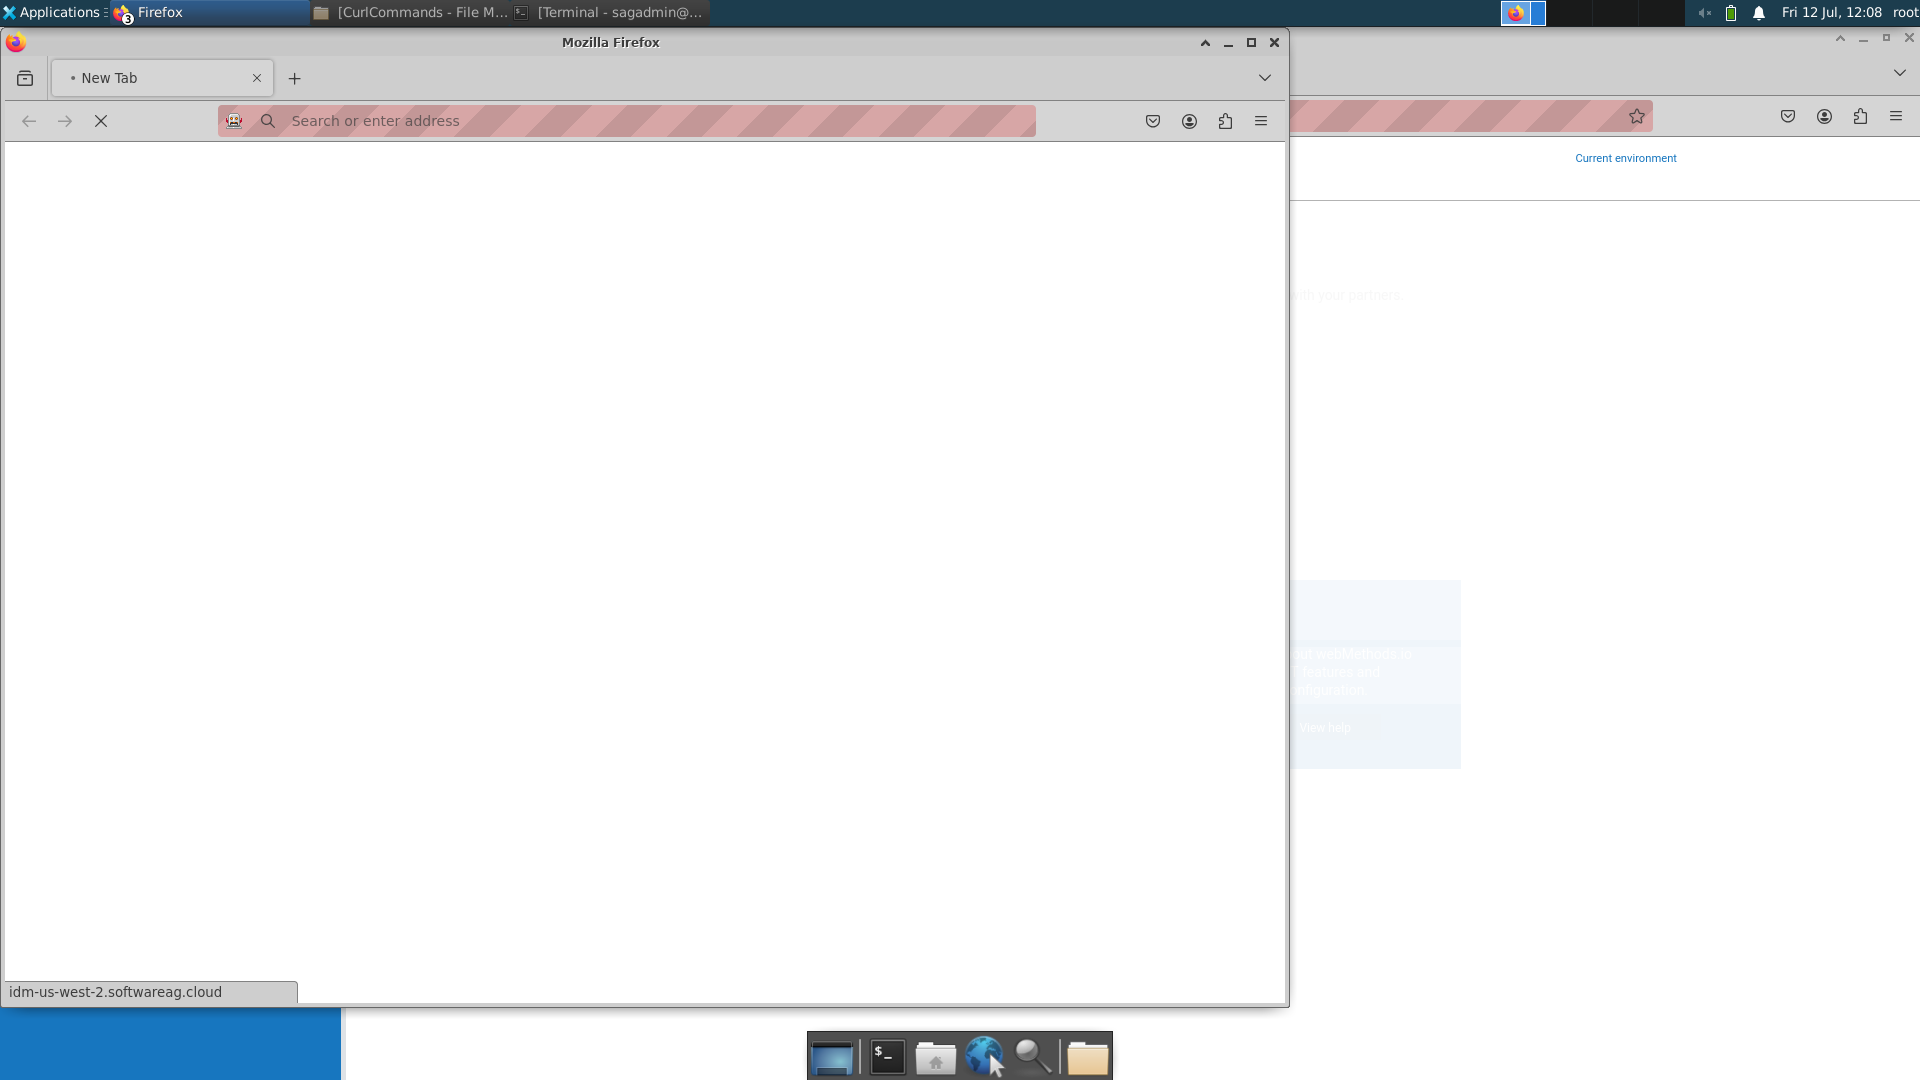 Applications
3
Firefox
[CurlCommands - File M...
[Terminal - sagadmin@...
Fri 12 Jul, 12:08
root
Mozilla Firefox
New Tab
Search or enter address
Current environment
with your partners
out webMethods.io
features and
nfiguration
View help
idm-us-west-2.softwareag.cloud
$_